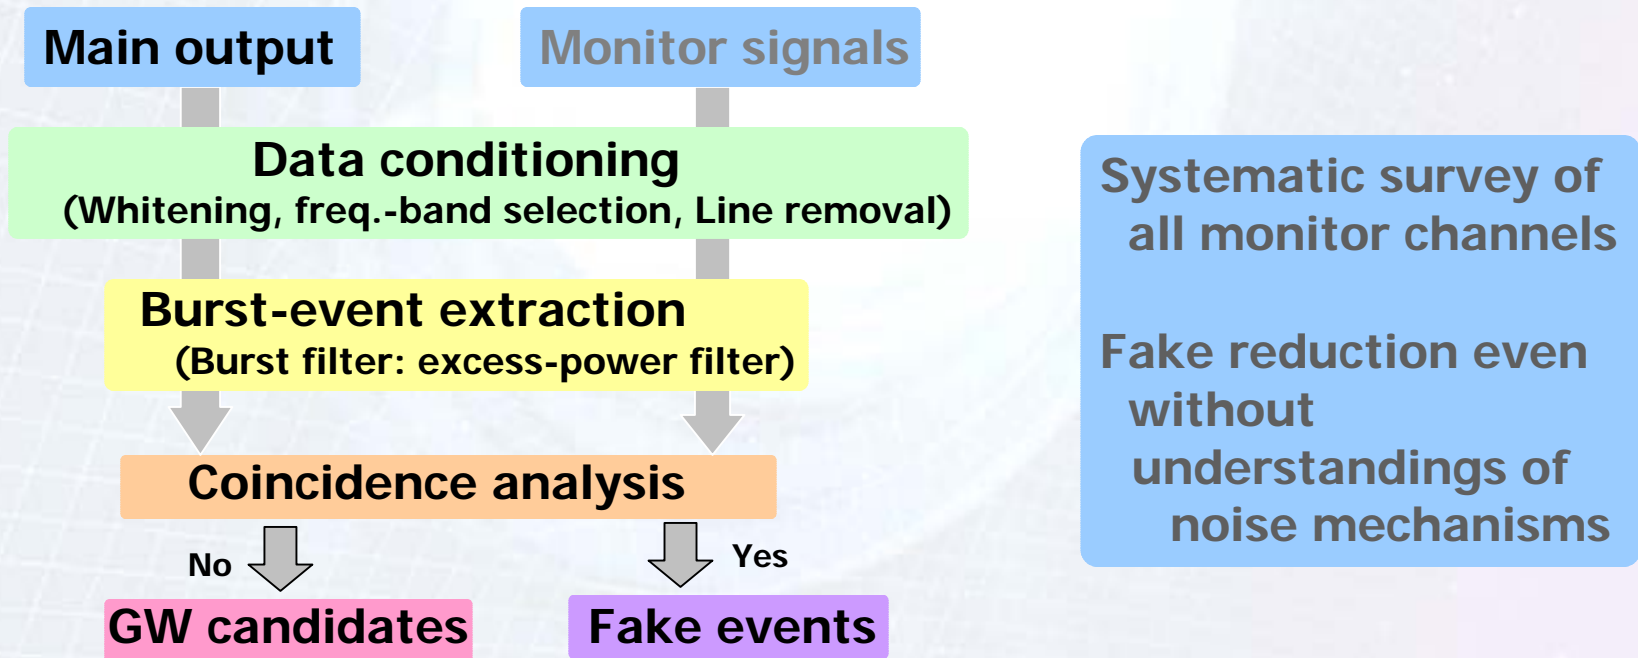 Main output
Monitor signals
Data conditioning
(Whitening, freq.-band selection, Line removal)
Burst-event extraction
(Burst filter: excess-power filter)
Coincidence analysis
No
Yes
GW candidates
Fake events
Systematic survey of
all monitor channels
Fake reduction even
without
understandings of
noise mechanisms